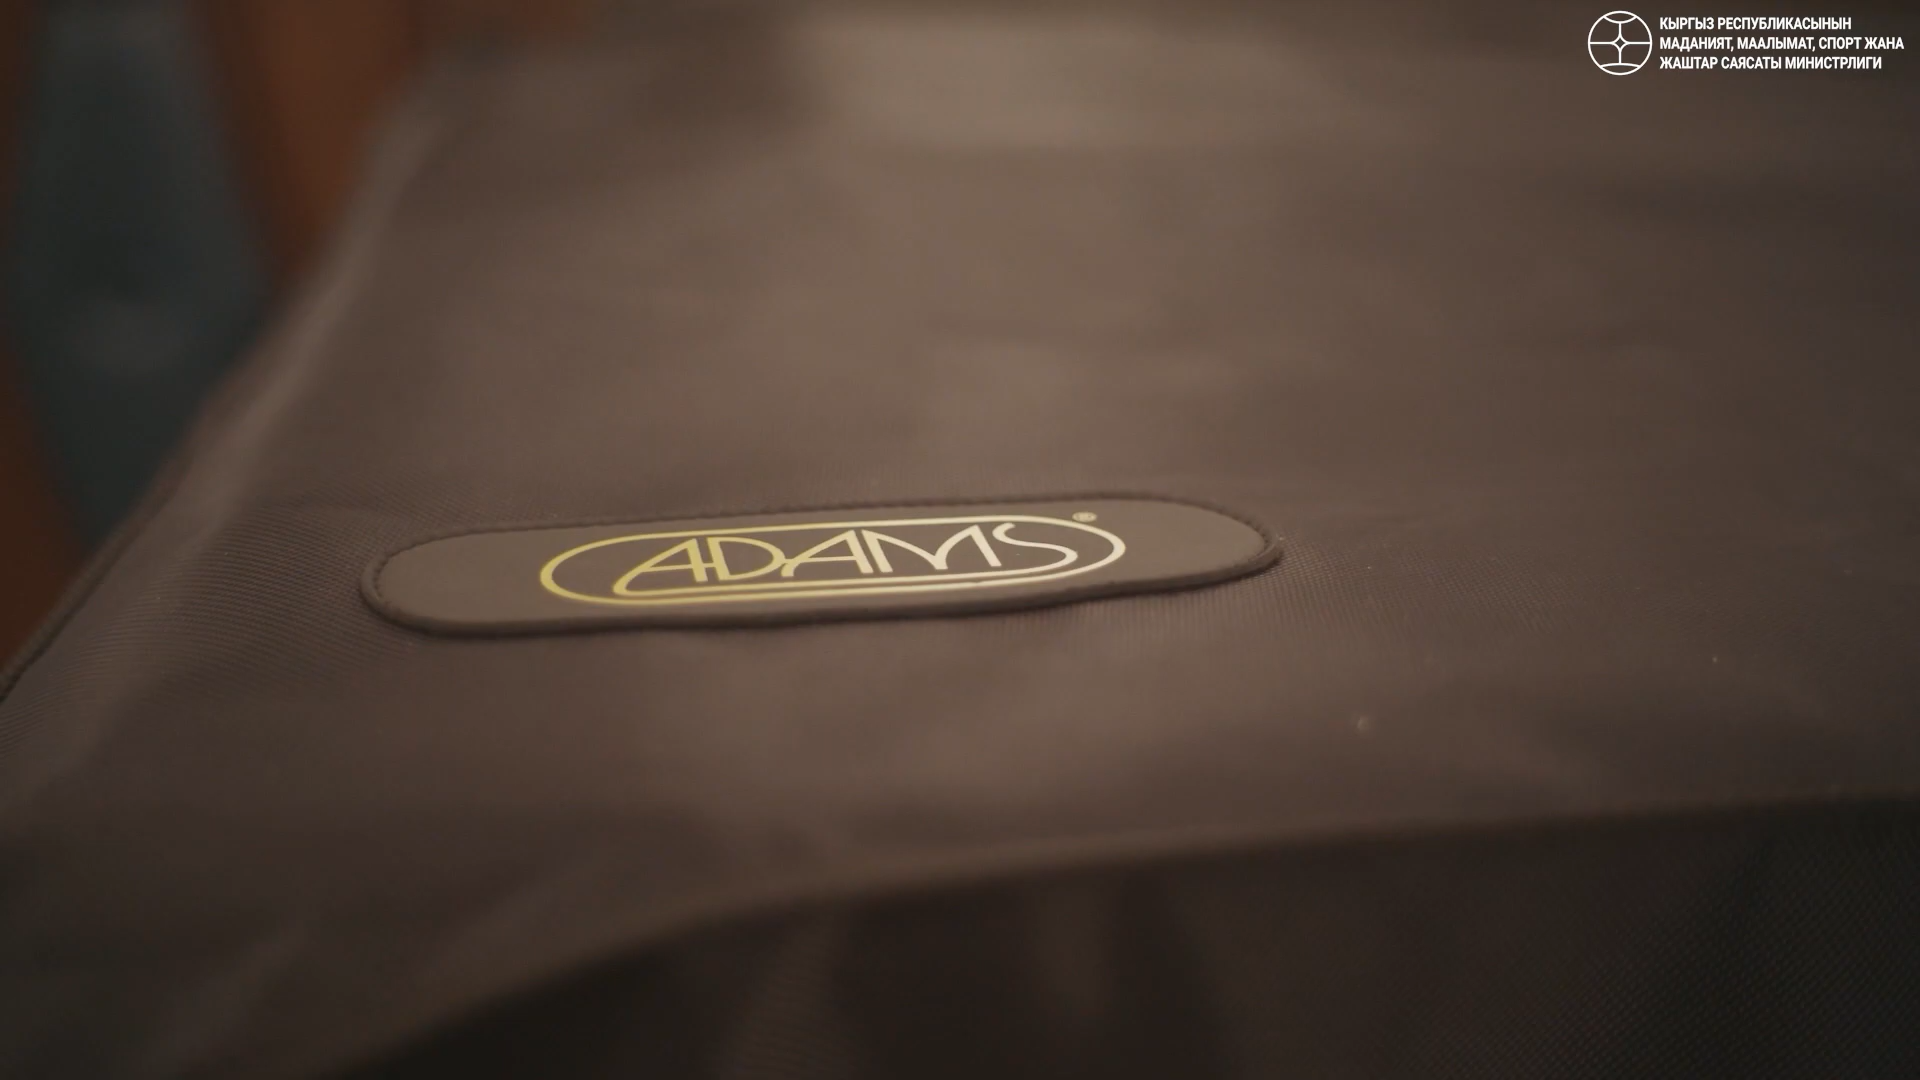 КЫРГЫЗ РЕСПУБЛИКАСЫНЫН
МАДАНИЯТ, МААЛЫМАТ, СПОРТ ЖАНА
ЖАШТАР САЯСАТЫ МИНИСТРЛИГИ
ADAMS®